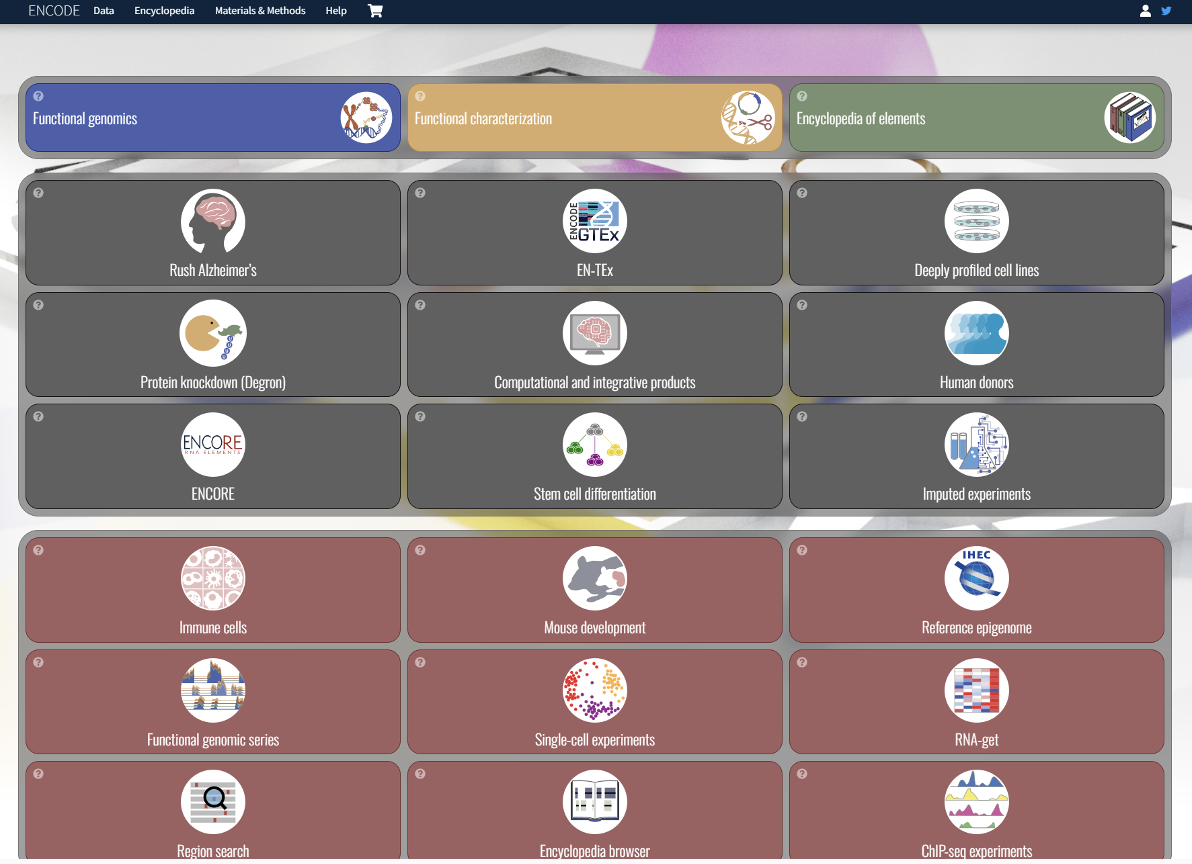 ENCODE Data Encyclopedia Materials & Methods Help
? ? ?
Functional genomics Functional characterization Encyclopedia of elements
? ? ?
ENCODE
GTEx
Rush Alzheimer's EN-TEx Deeply profiled cell lines
? ? ?
Protein knockdown (Degron) Computational and integrative products Human donors
? ? ?
ENCORE
RNA ELEMENTS
ENCORE Stem cell differentiation Imputed experiments
? ? ?
IHEC
Immune cells Mouse development Reference epigenome
? ? ?
Functional genomic series Single-cell experiments RNA-get
? ? ?
Region search Encyclopedia browser ChIP-seq experiments